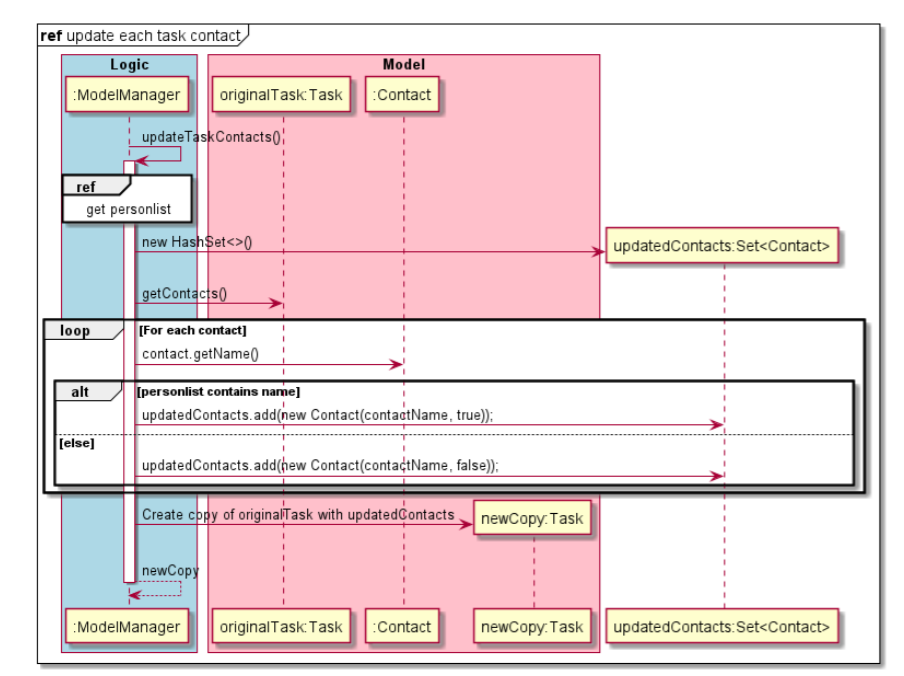 ref update each task contact
Logic
Model
:ModelManager
originalTask:Task
:Contact
updateTaskContacts()
ref
get personlist
new HashSet<>()
updatedContacts:Set<Contact>
getContacts()
loop
[For each contact]
contact.getName()
alt
[personlist contains name]
updatedContacts.add(new Contact(contactName, true));
[else]
updatedContacts.add(new Contact(contactName, false));
Create copy of originalTask with updatedContacts
newCopy:Task
newCopy
:ModelManager
originalTask:Task
:Contact
newCopy:Task
updatedContacts:Set<Contact>